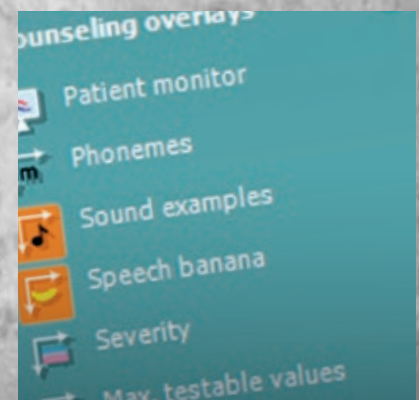 ounseling overlays
Patient monitor
m
Phonemes
Sound examples
Speech banana
Severity
Max. testable values